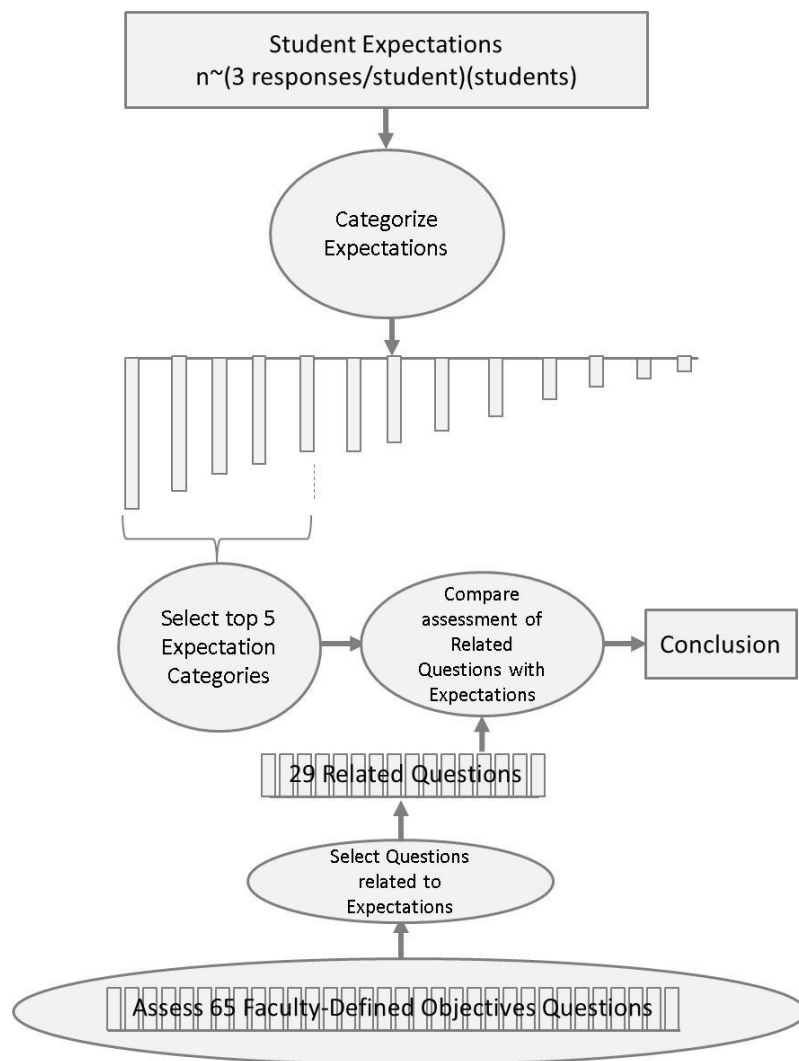 Student Expectations
n~(3 responses/student)(students)
Categorize
Expectations
Select top 5
Expectation
Categories
Compare
assessment of
Related
Questions with
Expectations
Conclusion
29 Related Questions
Select Questions
related to
Expectations
Assess 65 Faculty-Defined Objectives Questions